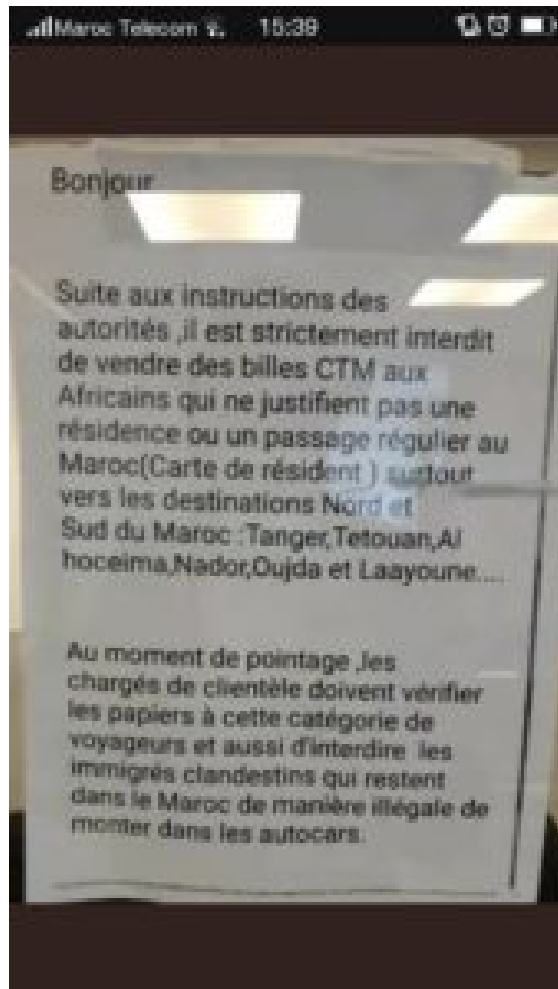 Maroc Telecom 15:39
Bonjour
Suite aux instructions des
autorités ,il est strictement interdit
de vendre des billes CTM aux
Africains qui ne justifient pas une
résidence ou un passage régulier au
Maroc(Carte de résident ) surtout
vers les destinations Nord et
Sud du Maroc :Tanger,Tetouan,Al
hoceima,Nador,Oujda et Laayoune....
Au moment de pointage ,les
chargés de clientèle doivent vérifier
les papiers à cette catégorie de
voyageurs et aussi d'interdire les
immigrés clandestins qui restent
dans le Maroc de manière illégale de
monter dans les autocars.